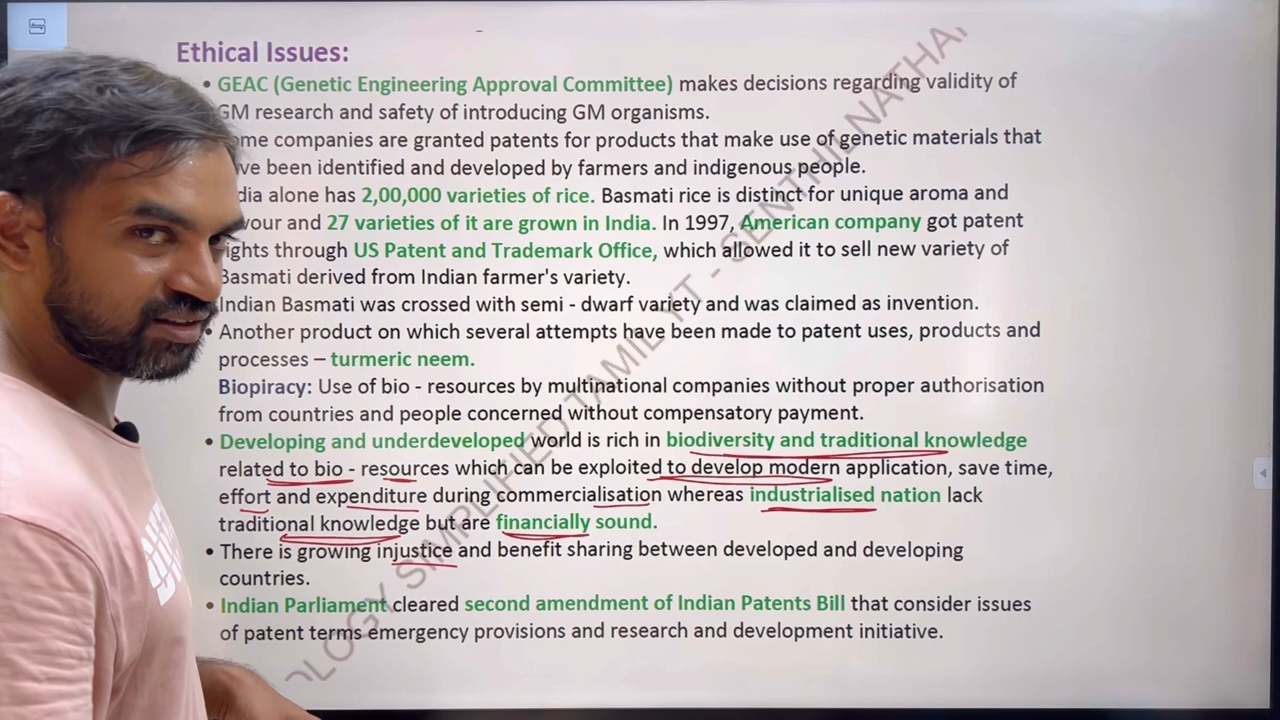 Ethical Issues:
• GEAC (Genetic Engineering Approval Committee) makes decisions regarding validity of
GM research and safety of introducing GM organisms.
me companies are granted patents for products that make use of genetic materials that
ve been identified and developed by farmers and indigenous people.
dia alone has 2,00,000 varieties of rice. Basmati rice is distinct for unique aroma and
vour and 27 varieties of it are grown in India. In 1997, American company got patent
ights through US Patent and Trademark Office, which allowed it to sell new variety of
Basmati derived from Indian farmer's variety.
Indian Basmati was crossed with semi - dwarf variety and was claimed as invention.
• Another product on which several attempts have been made to patent uses, products and
processes – turmeric neem.
Biopiracy: Use of bio - resources by multinational companies without proper authorisation
from countries and people concerned without compensatory payment.
• Developing and underdeveloped world is rich in biodiversity and traditional knowledge
related to bio - resources which can be exploited to develop modern application, save time,
effort and expenditure during commercialisation whereas industrialised nation lack
traditional knowledge but are financially sound.
• There is growing injustice and benefit sharing between developed and developing
countries.
• Indian Parliament cleared second amendment of Indian Patents Bill that consider issues
of patent terms emergency provisions and research and development initiative.
OLOGY SIMPLIFIED TAMIL YT - SENTHILNATHA